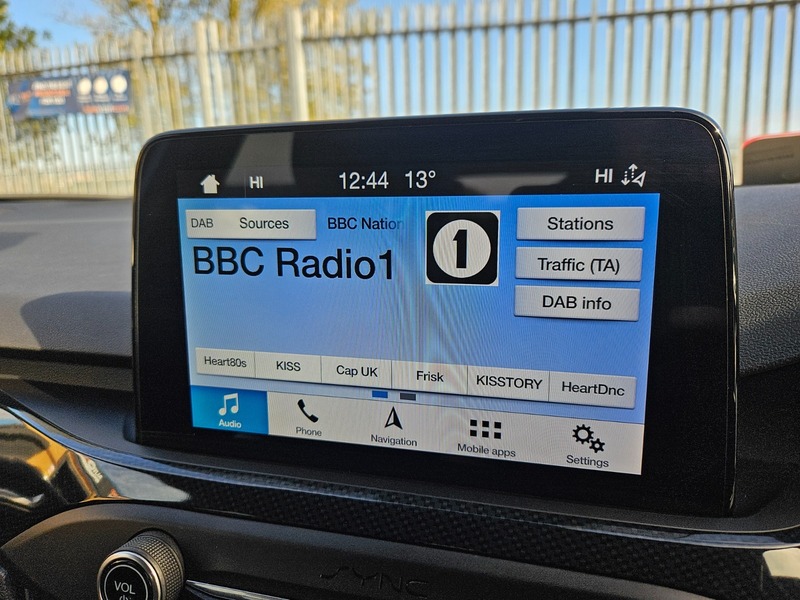 HI 12:44 13° HI
DAB Sources BBC Nation 1 Stations
BBC Radio1 Traffic (TA)
DAB info
Heart80s KISS Cap UK Frisk KISSTORY HeartDnc
Audio Phone Navigation Mobile apps Settings
VOL
SYNC